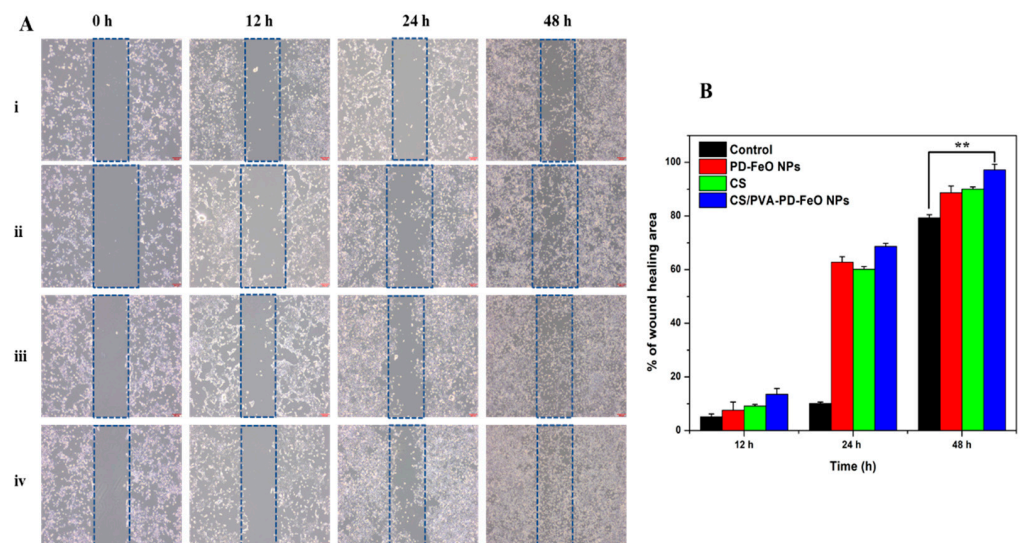 A
0 h 12 h 24 h 48 h
i
ii
iii
iv
B
Control
PD-FeO NPs
CS
CS/PVA-PD-FeO NPs
**
% of wound healing area
100
80
60
40
20
0
12 h 24 h 48 h
Time (h)